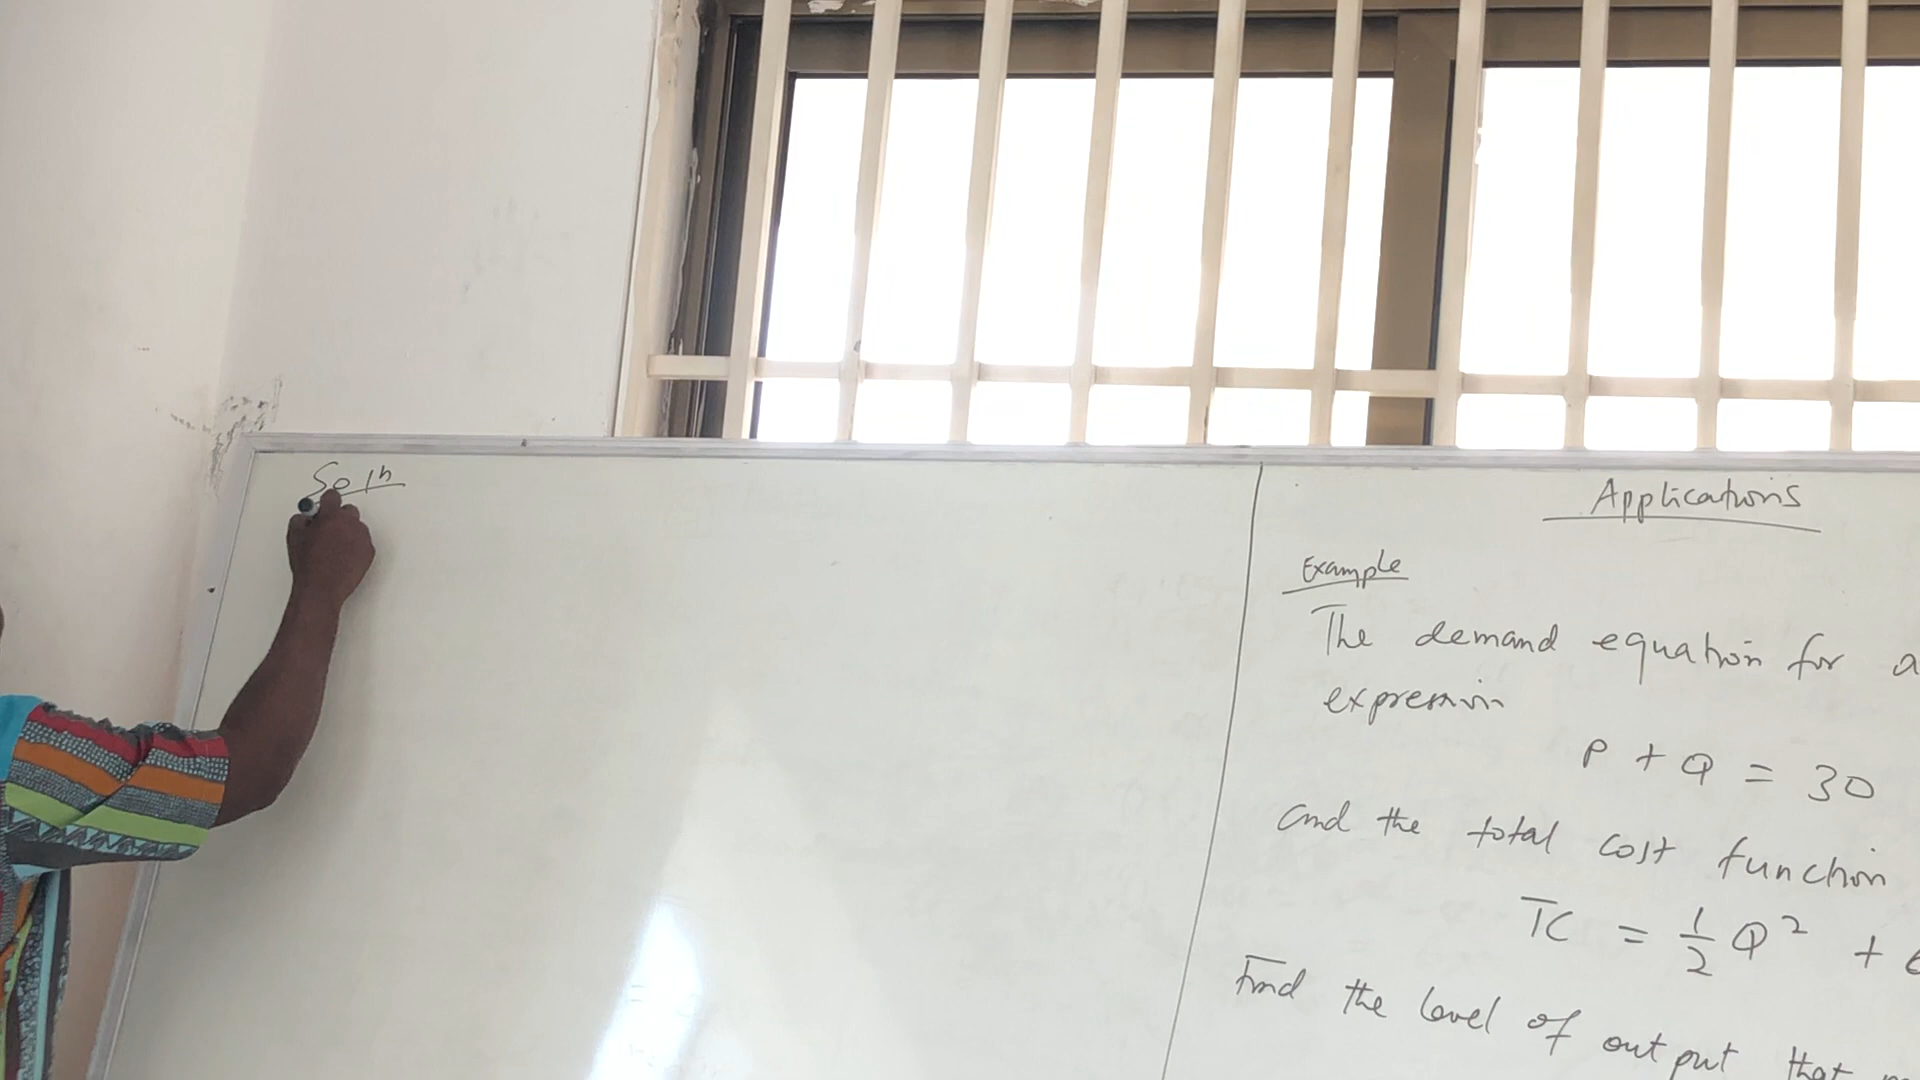 Soln
Applications
Example
The demand equation for a
expression
P + Q = 30
and the total cost function
TC = 1/2 Q² +
Find the level of output that